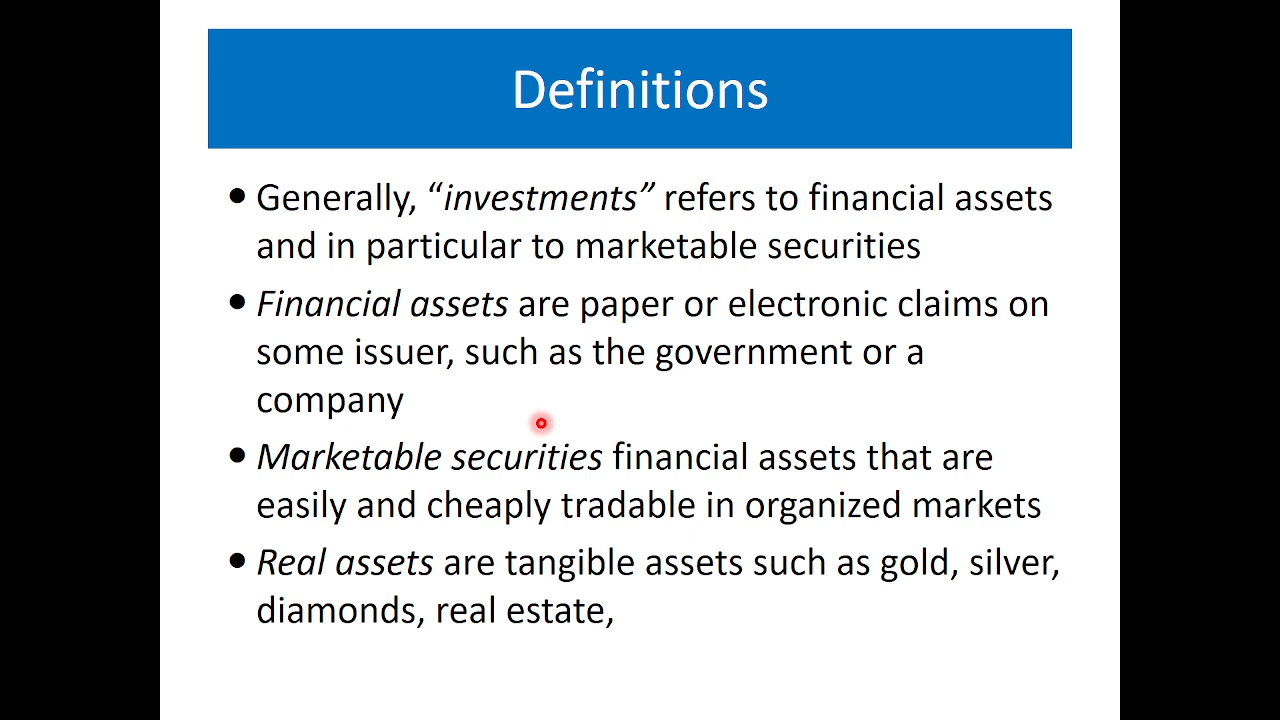 Definitions
• Generally, “investments” refers to financial assets
and in particular to marketable securities
• Financial assets are paper or electronic claims on
some issuer, such as the government or a
company
• Marketable securities financial assets that are
easily and cheaply tradable in organized markets
• Real assets are tangible assets such as gold, silver,
diamonds, real estate,